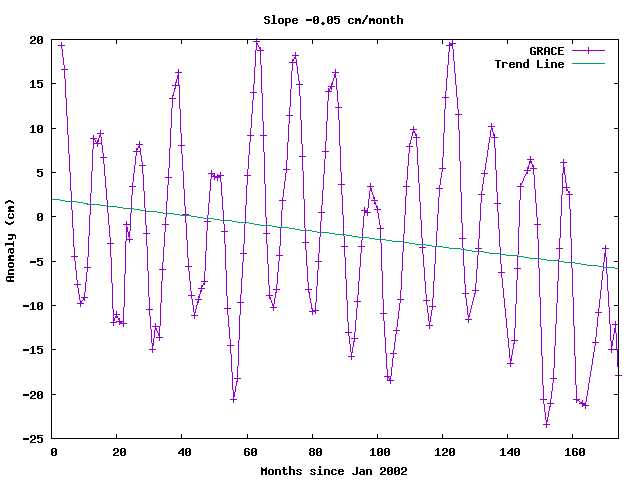 Slope -0.05 cm/month
GRACE
Trend Line
20
15
10
5
0
-5
-10
-15
-20
-25
Anomaly (cm)
0 20 40 60 80 100 120 140 160
Months since Jan 2002